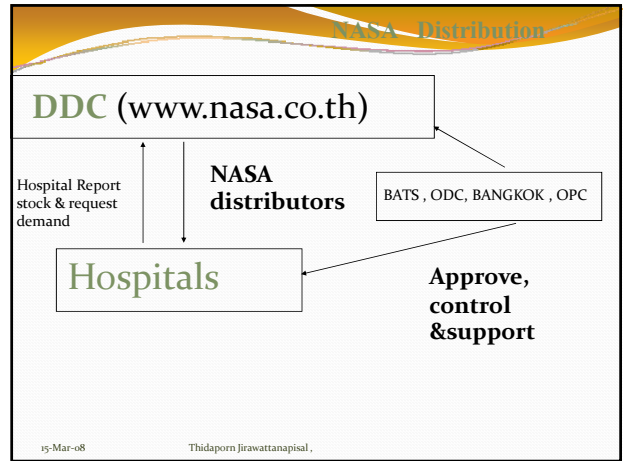 NASA Distribution
DDC (www.nasa.co.th)
Hospital Report
stock & request
demand
NASA
distributors
BATS , ODC, BANGKOK , OPC
Hospitals
Approve,
control
&support
15-Mar-08
Thidaporn Jirawattanapisal ,